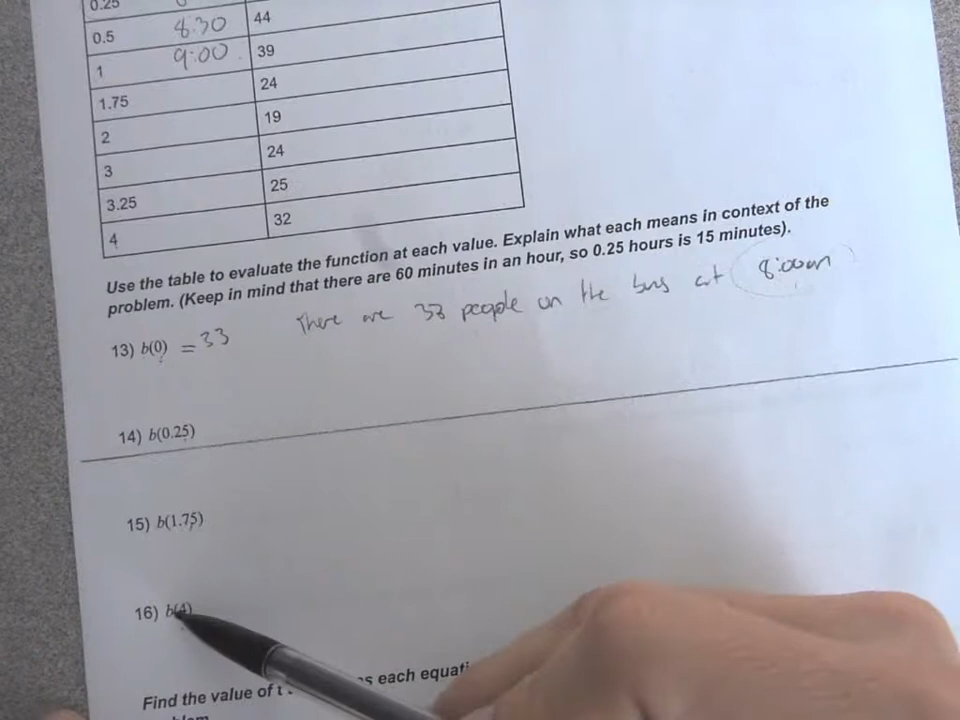 0.25
0.5 8:30 44
1 9:00 39
1.75 24
2 19
3 24
3.25 25
4 32
Use the table to evaluate the function at each value. Explain what each means in context of the
problem. (Keep in mind that there are 60 minutes in an hour, so 0.25 hours is 15 minutes).
13) b(0) = 33 There are 33 people on the bus at 8:00am
14) b(0.25)
15) b(1.75)
16) b(4)
Find the value of t each